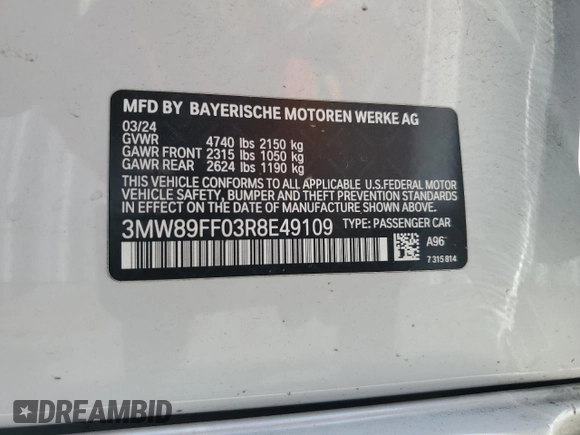 MFD BY BAYERISCHE MOTOREN WERKE AG
03/24
GVWR 4740 lbs 2150 kg
GAWR FRONT 2315 lbs 1050 kg
GAWR REAR 2624 lbs 1190 kg
THIS VEHICLE CONFORMS TO ALL APPLICABLE U.S.FEDERAL MOTOR
VEHICLE SAFETY, BUMPER AND THEFT PREVENTION STANDARDS
IN EFFECT ON THE DATE OF MANUFACTURE SHOWN ABOVE.
3MW89FF03R8E49109 TYPE: PASSENGER CAR
A96
7 315 814
DREAMBID